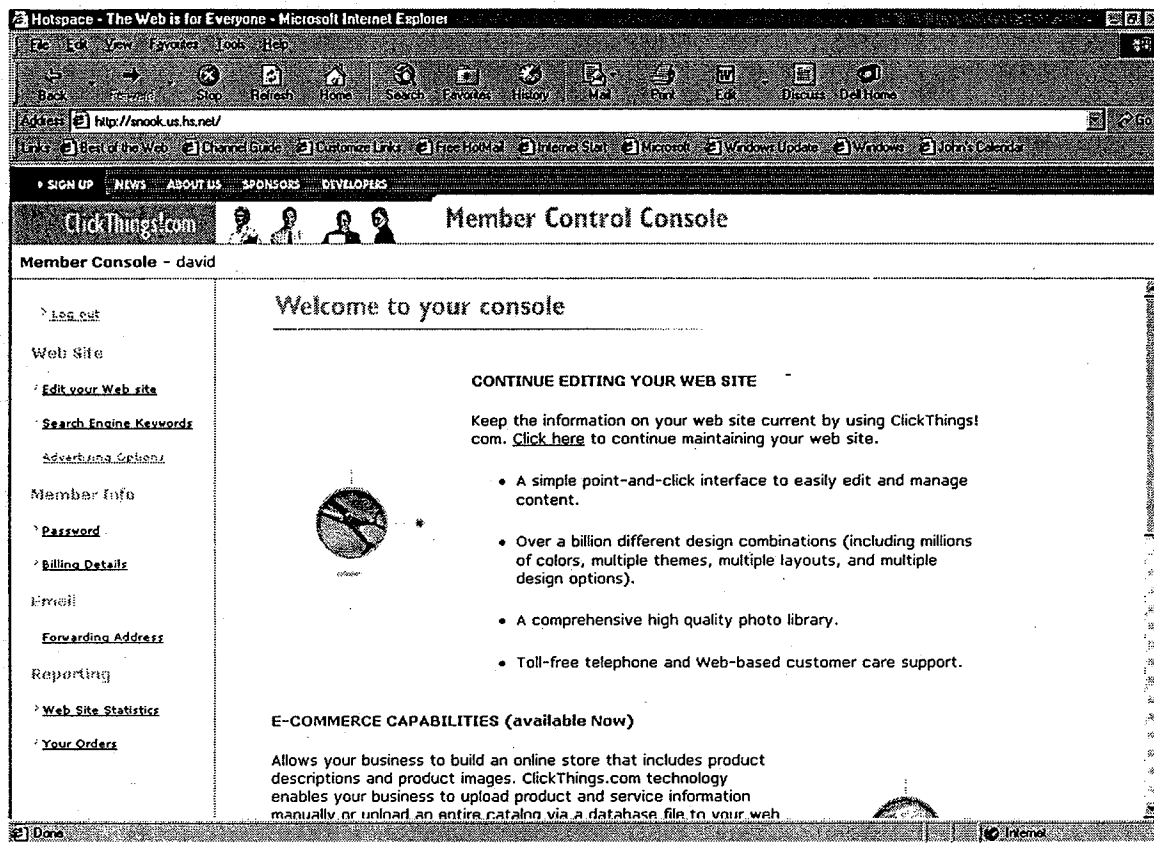 Hotspace - The Web is for Everyone - Microsoft Internet Explorer
File Edit View Favorites Tools Help
Back Forward Stop Refresh Home Search Favorites History Mail Print Edit Discuss Dell Home
Address http://snook.us.hs.net/ Go
Links Best of the Web Channel Guide Customize Links Free HotMail Internet Start Microsoft Windows Update Windows John's Calendar
SIGN UP NEWS ABOUT US SPONSORS DEVELOPERS
ClickThings!com Member Control Console
Member Console - david
Log out
Web Site
Edit your Web site
Search Engine Keywords
Advertising Options
Member Info
Password
Billing Details
Email
Forwarding Address
Reporting
Web Site Statistics
Your Orders
Welcome to your console
CONTINUE EDITING YOUR WEB SITE
Keep the information on your web site current by using ClickThings!
com. Click here to continue maintaining your web site.
• A simple point-and-click interface to easily edit and manage
content.
• Over a billion different design combinations (including millions
of colors, multiple themes, multiple layouts, and multiple
design options).
• A comprehensive high quality photo library.
• Toll-free telephone and Web-based customer care support.
E-COMMERCE CAPABILITIES (available Now)
Allows your business to build an online store that includes product
descriptions and product images. ClickThings.com technology
enables your business to upload product and service information
manually or upload an entire catalog via a database file to your web
Done Internet